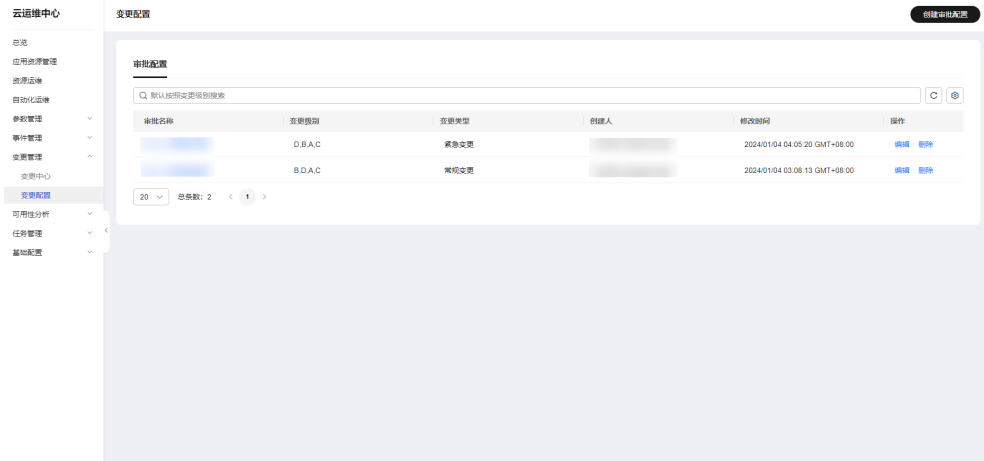 云运维中心
变更配置
创建审批配置
总览
应用资源管理
资源运维
自动化运维
参数管理
事件管理
变更管理
变更中心
变更配置
可用性分析
任务管理
基础配置
审批配置
默认按照变更级别搜索
审批名称 变更级别 变更类型 创建人 修改时间 操作
D,B,A,C 紧急变更 2024/01/04 04:05:20 GMT+08:00 编辑 删除
B,D,A,C 常规变更 2024/01/04 03:08:13 GMT+08:00 编辑 删除
20 总条数：2 < 1 >